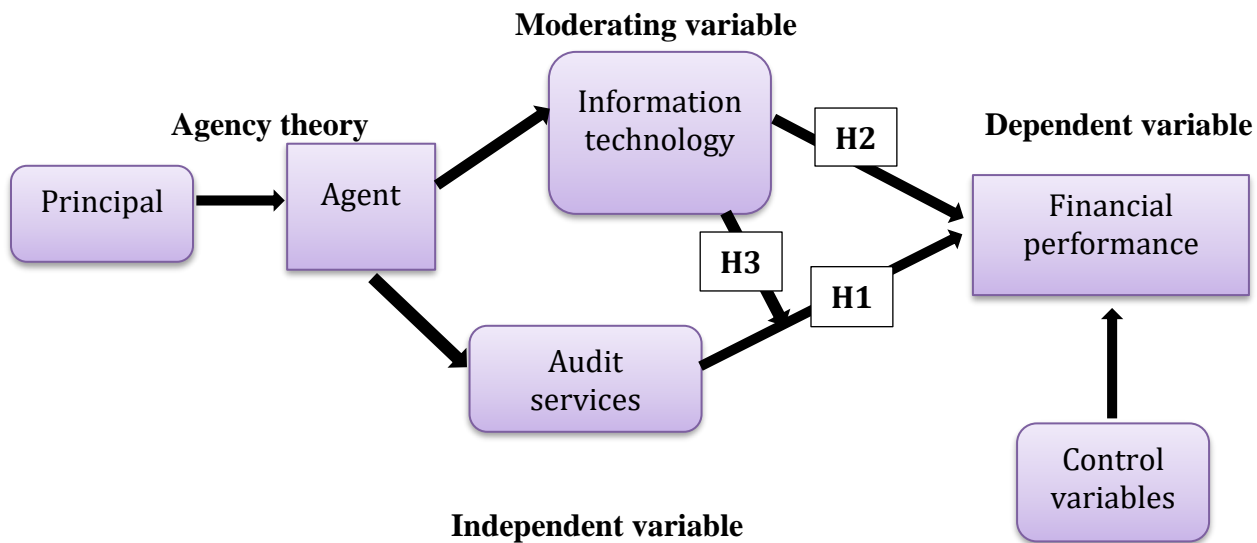 Moderating variable
Information
technology
Agency theory
H2
Dependent variable
Principal
Agent
Financial
performance
H3
H1
Audit
services
Control
variables
Independent variable